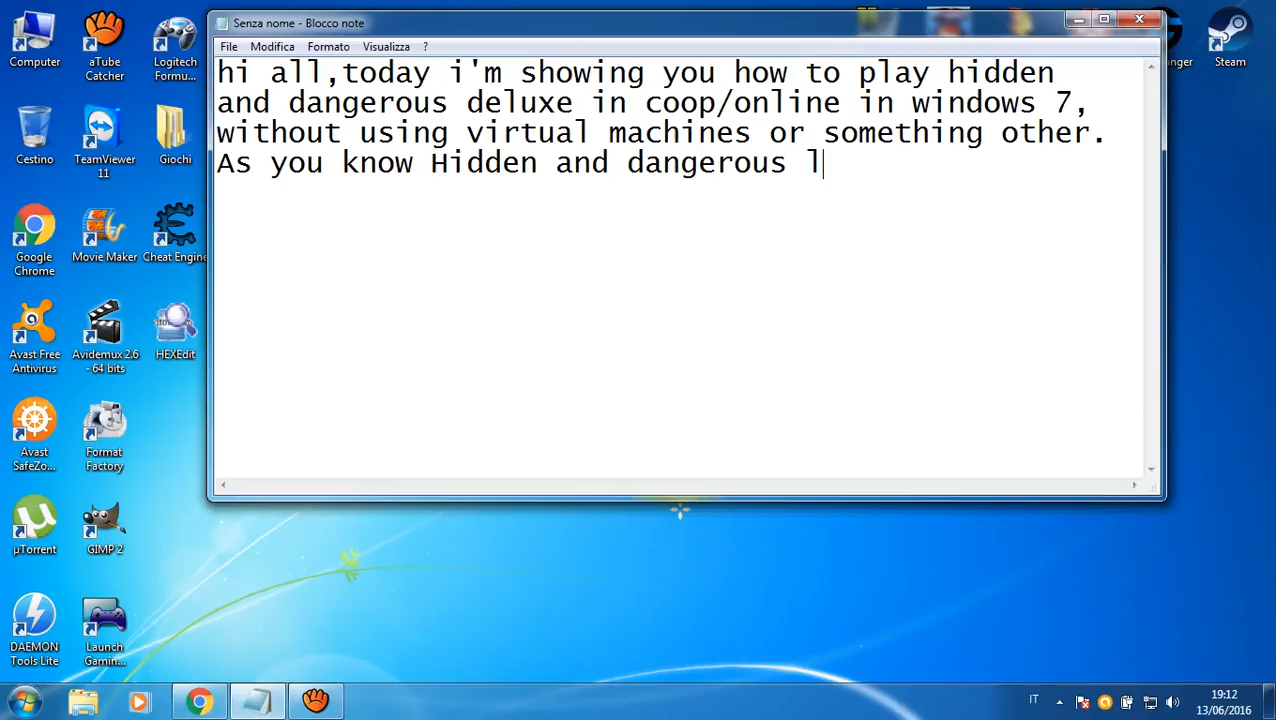 Senza nome - Blocco note
File Modifica Formato Visualizza ?
hi all,today i'm showing you how to play hidden
and dangerous deluxe in coop/online in windows 7,
without using virtual machines or something other.
As you know Hidden and dangerous l
Computer
aTube
Catcher
Logitech
Formu...
Cestino
TeamViewer
11
Giochi
Google
Chrome
Movie Maker
Cheat Engine
Avast Free
Antivirus
Avidemux 2.6
- 64 bits
HEXEdit
Avast
SafeZo...
Format
Factory
µTorrent
GIMP 2
DAEMON
Tools Lite
Launch
Gamin...
Steam
IT
19:12
13/06/2016